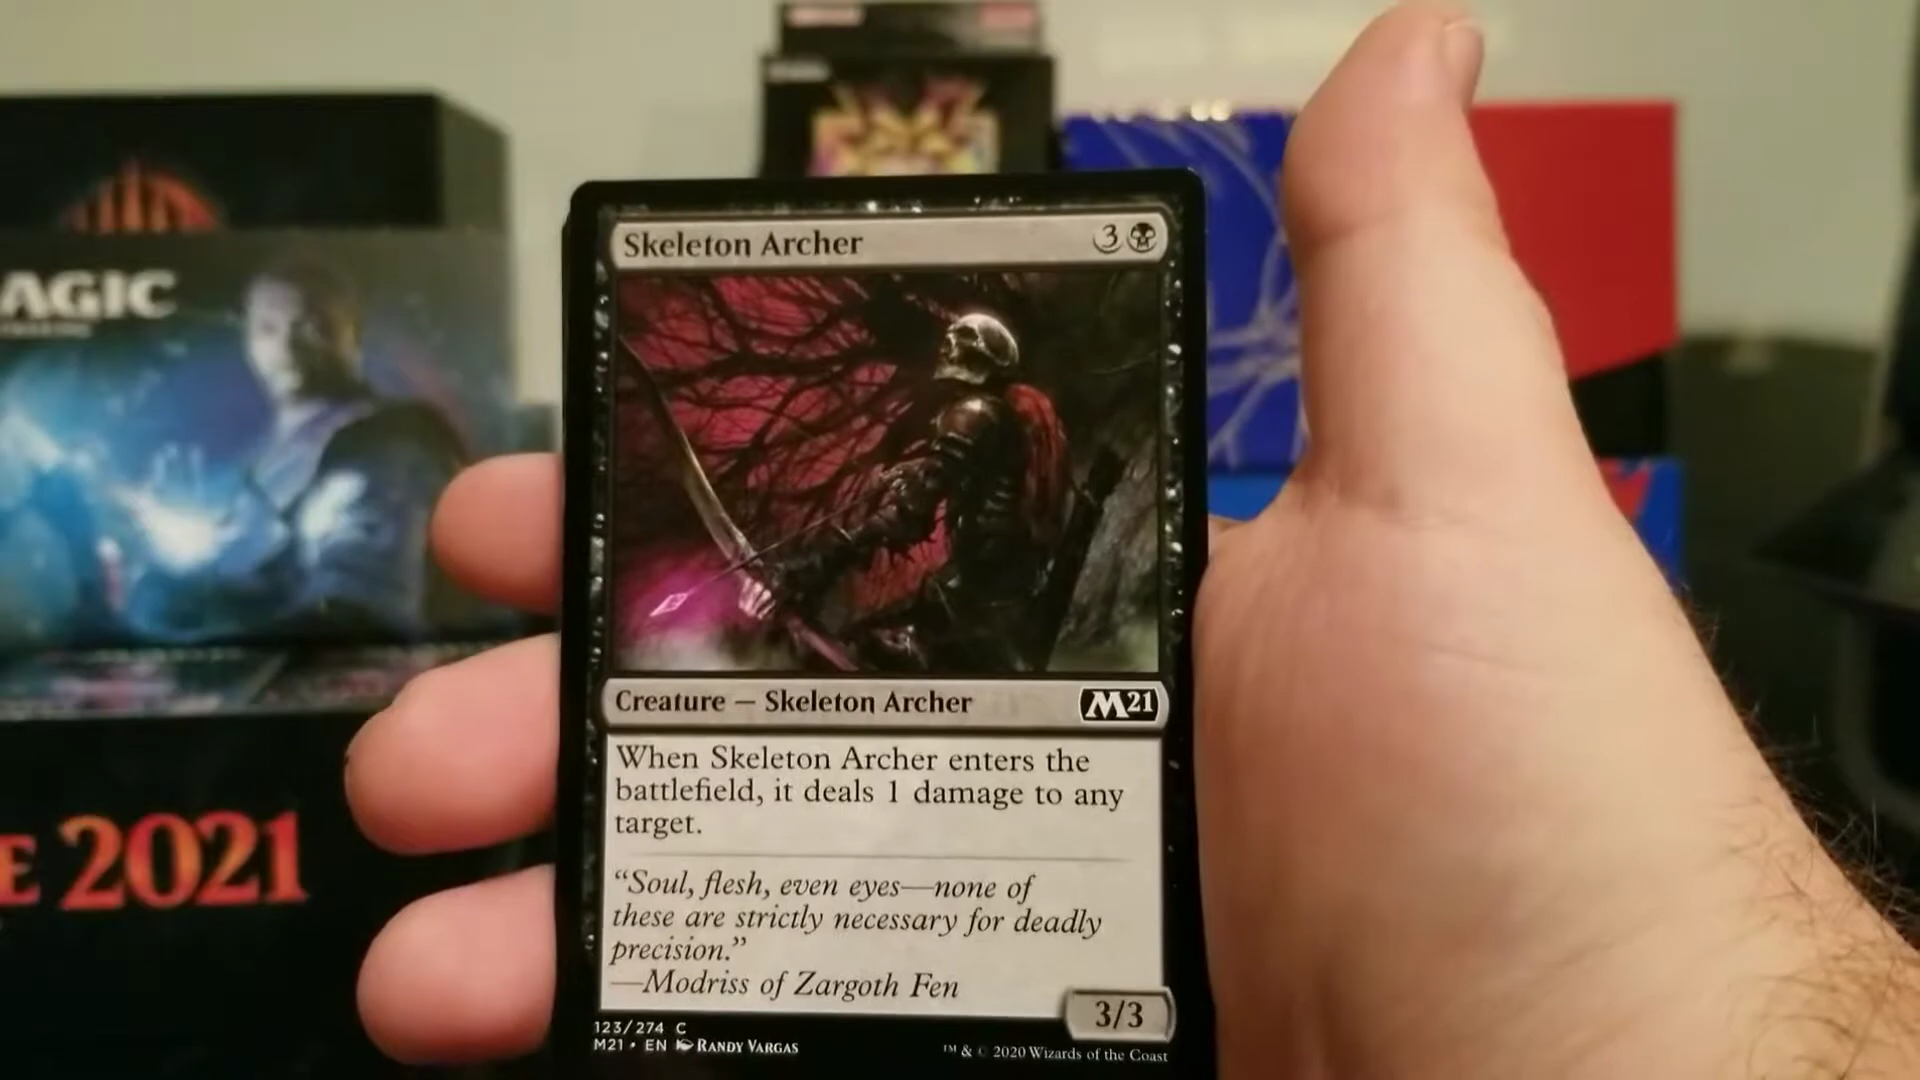 Skeleton Archer 3
AGIC
Creature — Skeleton Archer M21
When Skeleton Archer enters the
battlefield, it deals 1 damage to any
target.
“Soul, flesh, even eyes—none of
these are strictly necessary for deadly
precision.”
—Modriss of Zargoth Fen
3/3
E 2021
123/274 C
M21 • EN RANDY VARGAS
™ & © 2020 Wizards of the Coast